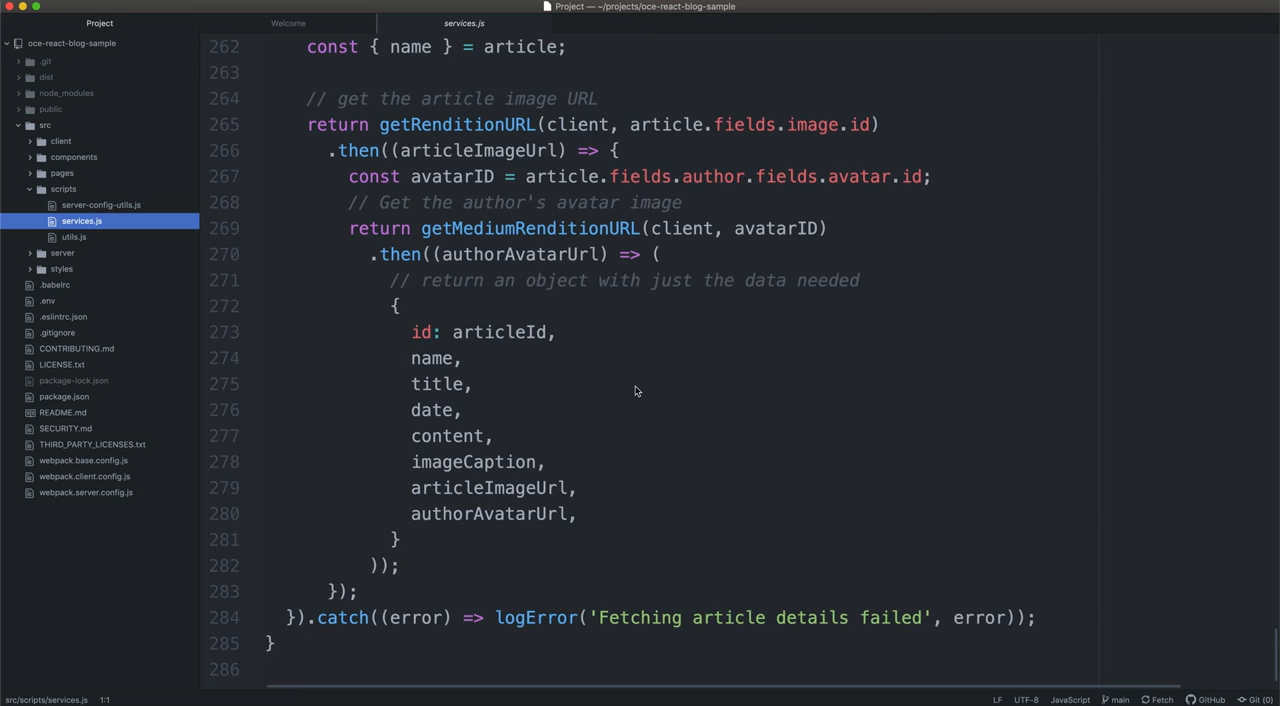 Project — ~/projects/oce-react-blog-sample
Project
Welcome
services.js
oce-react-blog-sample
.git
dist
node_modules
public
src
client
components
pages
scripts
server-config-utils.js
services.js
utils.js
server
styles
.babelrc
.env
.eslintrc.json
.gitignore
CONTRIBUTING.md
LICENSE.txt
package-lock.json
package.json
README.md
SECURITY.md
THIRD_PARTY_LICENSES.txt
webpack.base.config.js
webpack.client.config.js
webpack.server.config.js
262 const { name } = article;
263
264 // get the article image URL
265 return getRenditionURL(client, article.fields.image.id)
266 .then((articleImageUrl) => {
267 const avatarID = article.fields.author.fields.avatar.id;
268 // Get the author's avatar image
269 return getMediumRenditionURL(client, avatarID)
270 .then((authorAvatarUrl) => (
271 // return an object with just the data needed
272 {
273 id: articleId,
274 name,
275 title,
276 date,
277 content,
278 imageCaption,
279 articleImageUrl,
280 authorAvatarUrl,
281 }
282 ));
283 });
284 }).catch((error) => logError('Fetching article details failed', error));
285 }
286
src/scripts/services.js 1:1 LF UTF-8 JavaScript main Fetch GitHub Git (0)